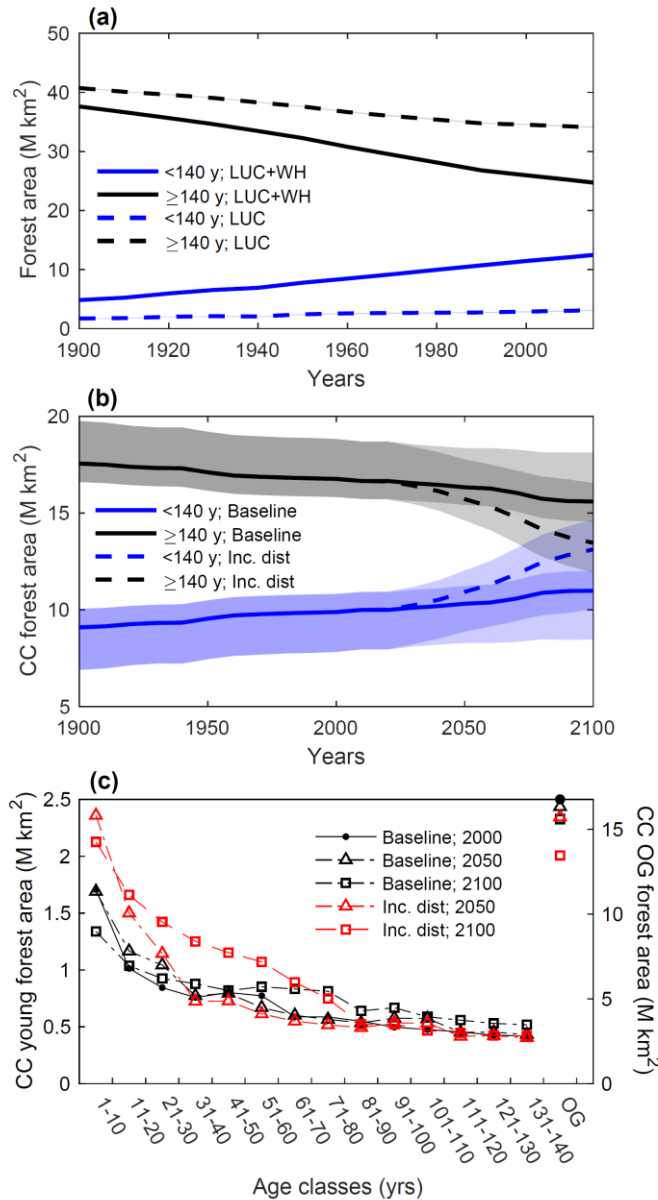 (a)
50
40
30
20
10
0
Forest area (M km²)
<140 y; LUC+WH
≥140 y; LUC+WH
<140 y; LUC
≥140 y; LUC
1900 1920 1940 1960 1980 2000
Years
(b)
20
15
10
5
CC forest area (M km²)
<140 y; Baseline
≥140 y; Baseline
<140 y; Inc. dist
≥140 y; Inc. dist
1900 1950 2000 2050 2100
Years
(c)
2.5
2
1.5
1
0.5
0
CC young forest area (M km²)
Baseline; 2000
Baseline; 2050
Baseline; 2100
Inc. dist; 2050
Inc. dist; 2100
15
10
5
0
CC OG forest area (M km²)
1-10 11-20 21-30 31-40 41-50 51-60 61-70 71-80 81-90 91-100 101-110 111-120 121-130 131-140 OG
Age classes (yrs)